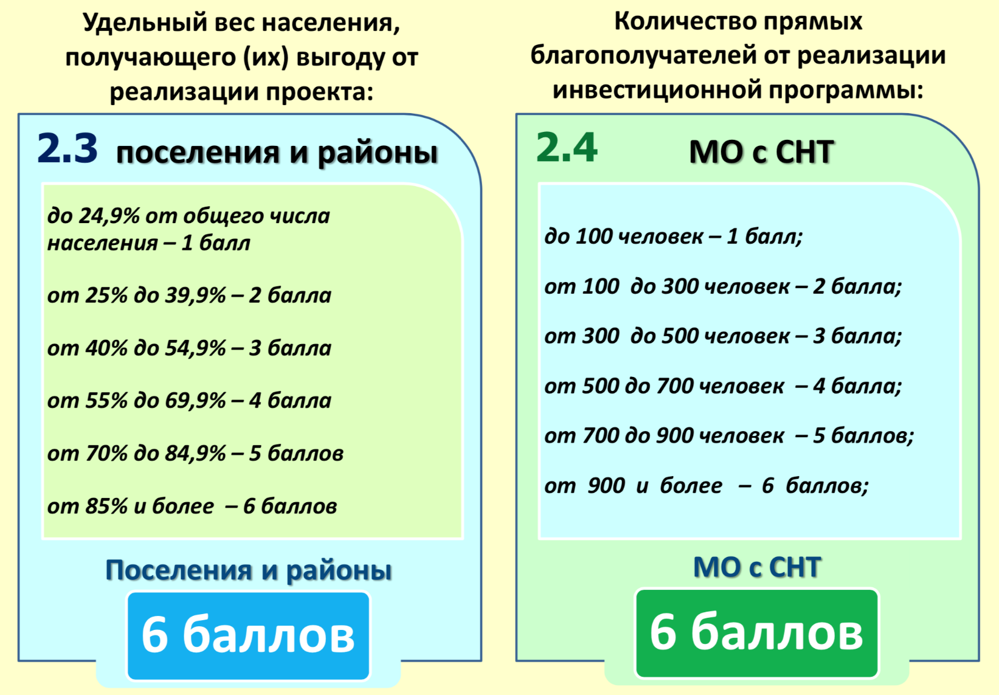 Удельный вес населения,
получающего (их) выгоду от
реализации проекта:
2.3 поселения и районы
до 24,9% от общего числа
населения – 1 балл
от 25% до 39,9% – 2 балла
от 40% до 54,9% – 3 балла
от 55% до 69,9% – 4 балла
от 70% до 84,9% – 5 баллов
от 85% и более – 6 баллов
Поселения и районы
6 баллов
Количество прямых
благополучателей от реализации
инвестиционной программы:
2.4 МО с СНТ
до 100 человек – 1 балл;
от 100 до 300 человек – 2 балла;
от 300 до 500 человек – 3 балла;
от 500 до 700 человек – 4 балла;
от 700 до 900 человек – 5 баллов;
от 900 и более – 6 баллов;
МО с СНТ
6 баллов